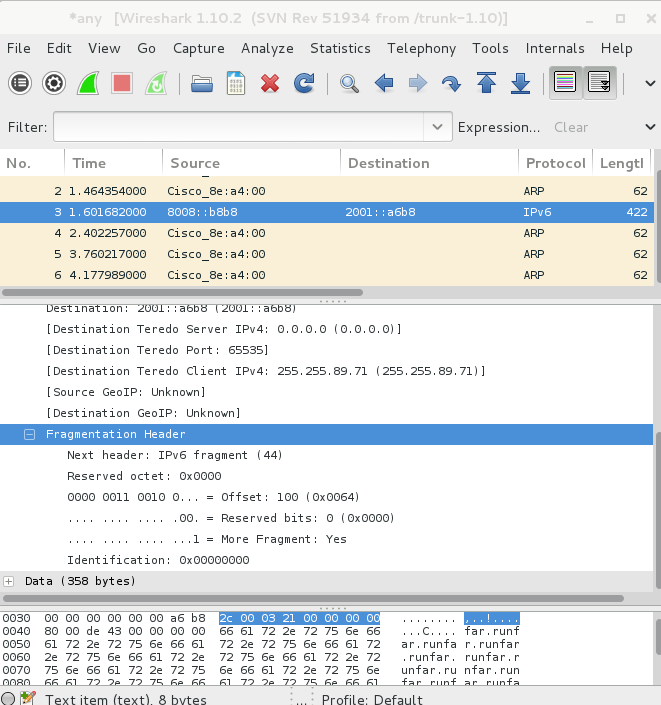 *any [Wireshark 1.10.2 (SVN Rev 51934 from /trunk-1.10)]
File Edit View Go Capture Analyze Statistics Telephony Tools Internals Help
Filter: Expression... Clear
No. Time Source Destination Protocol Lengtl
2 1.464354000 Cisco_8e:a4:00 ARP 62
3 1.601682000 8008::b8b8 2001::a6b8 IPv6 422
4 2.402257000 Cisco_8e:a4:00 ARP 62
5 3.760217000 Cisco_8e:a4:00 ARP 62
6 4.177989000 Cisco_8e:a4:00 ARP 62
Destination: 2001::a6b8 (2001::a6b8)
[Destination Teredo Server IPv4: 0.0.0.0 (0.0.0.0)]
[Destination Teredo Port: 65535]
[Destination Teredo Client IPv4: 255.255.89.71 (255.255.89.71)]
[Source GeoIP: Unknown]
[Destination GeoIP: Unknown]
Fragmentation Header
Next header: IPv6 fragment (44)
Reserved octet: 0x0000
0000 0011 0010 0... = Offset: 100 (0x0064)
.... .... .... .00. = Reserved bits: 0 (0x0000)
.... .... .... ...1 = More Fragment: Yes
Identification: 0x00000000
Data (358 bytes)
0030 00 00 00 00 00 00 a6 b8 2c 00 03 21 00 00 00 00 ........ ,..!....
0040 80 00 de 43 00 00 00 00 66 61 72 2e 72 75 6e 66 ...C.... far.runf
0050 61 72 2e 72 75 6e 66 61 72 2e 72 75 6e 66 61 72 ar.runfa r.runfar
0060 2e 72 75 6e 66 61 72 2e 72 75 6e 66 61 72 2e 72 .runfar. runfar.r
0070 75 6e 66 61 72 2e 72 75 6e 66 61 72 2e 72 75 6e unfar.ru nfar.run
0080 66 61 72 2e 72 75 6e 66 61 72 2e 72 75 6e 66 61 far.runf ar.runfa
Text item (text), 8 bytes ... Profile: Default